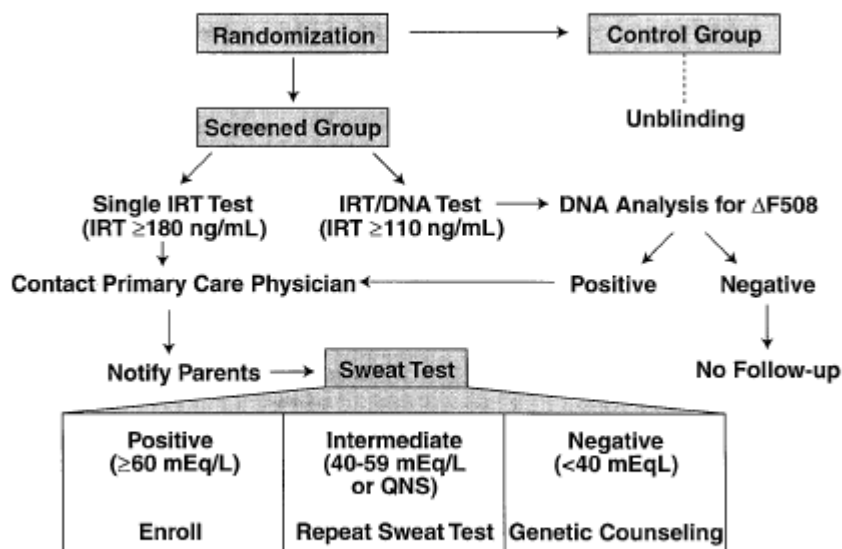 Randomization
Control Group
Screened Group
Unblinding
Single IRT Test
(IRT ≥180 ng/mL)
IRT/DNA Test
(IRT ≥110 ng/mL)
DNA Analysis for ΔF508
Contact Primary Care Physician
Positive
Negative
Notify Parents
Sweat Test
No Follow-up
Positive
(≥60 mEq/L)
Enroll
Intermediate
(40-59 mEq/L
or QNS)
Repeat Sweat Test
Negative
(<40 mEqL)
Genetic Counseling